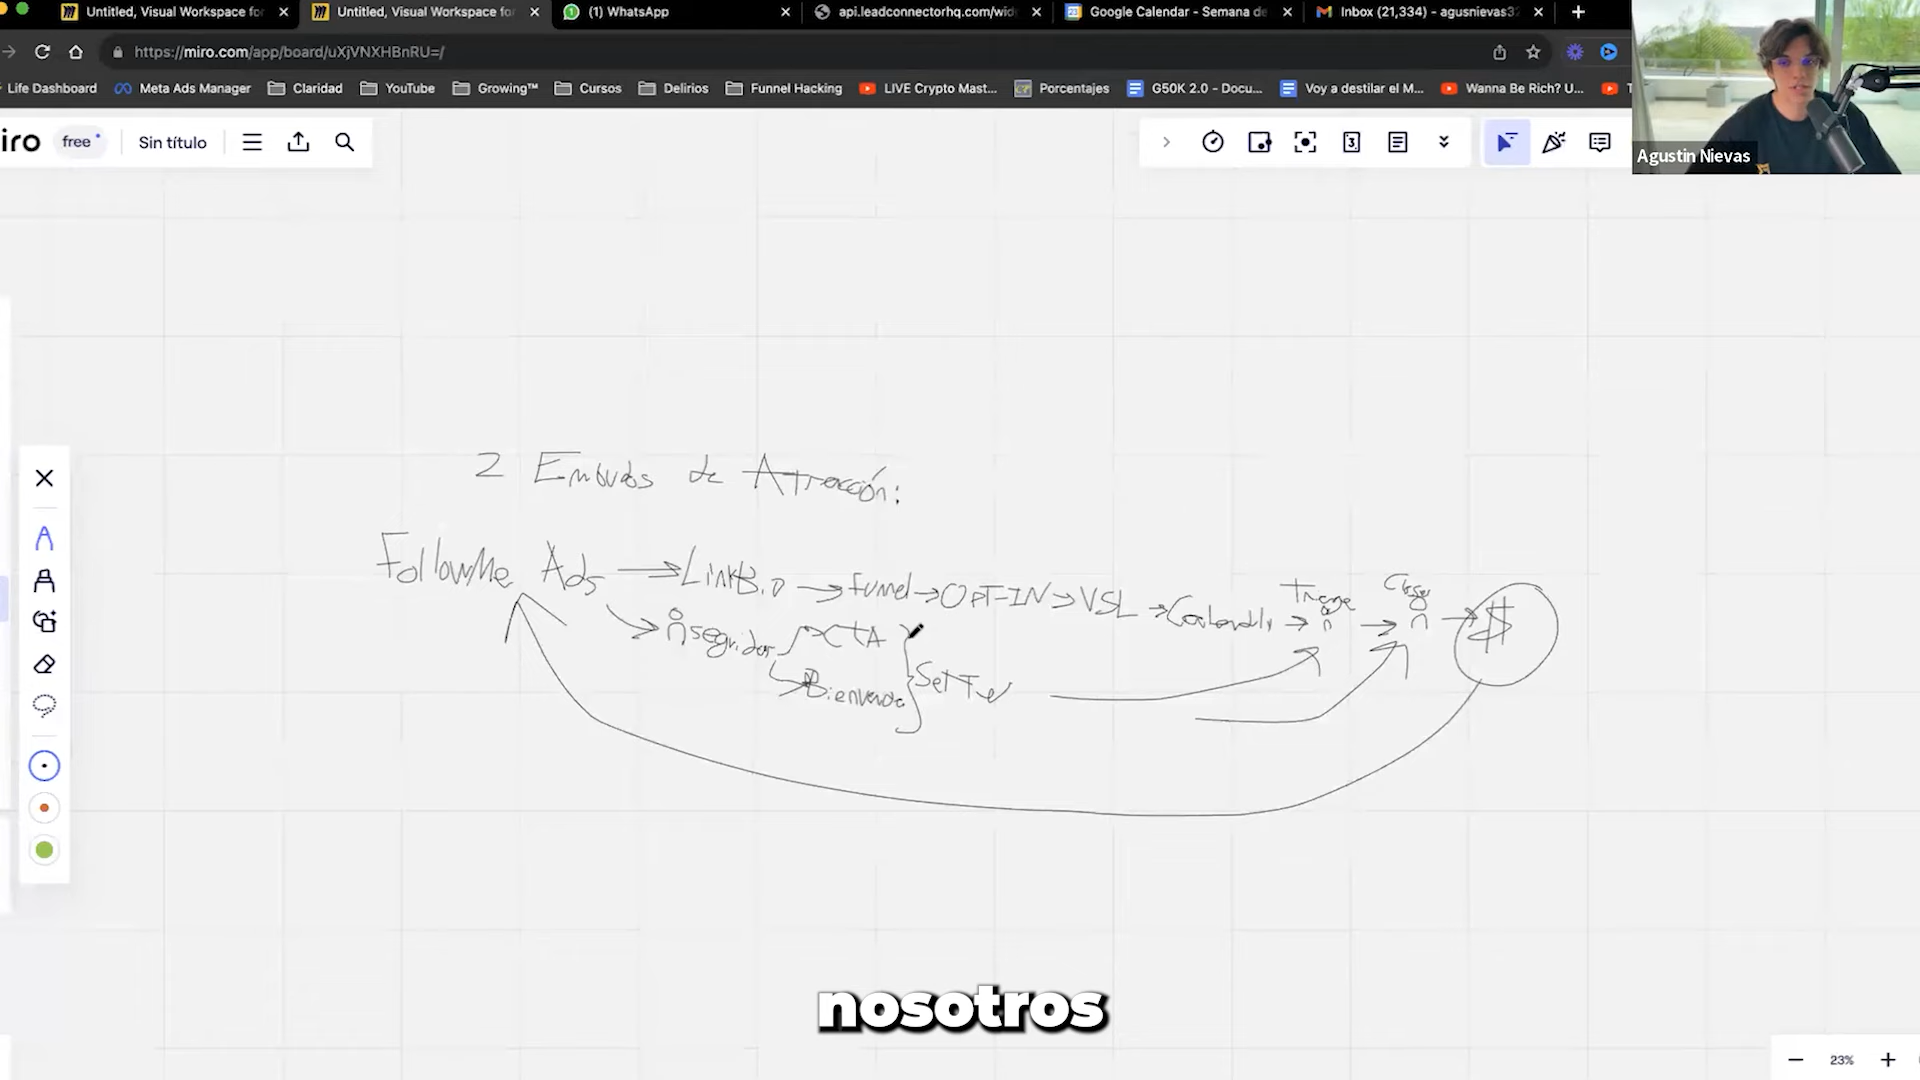 Untitled, Visual Workspace for
Untitled, Visual Workspace for
(1) WhatsApp
api.leadconnectorhq.com/wid
Google Calendar - Semana de
Inbox (21,334) - agusnievas32
https://miro.com/app/board/uXjVNXHBnRU=/
Life Dashboard
Meta Ads Manager
Claridad
YouTube
Growing™
Cursos
Delirios
Funnel Hacking
LIVE Crypto Mast...
Porcentajes
G50K 2.0 - Docu...
Voy a destilar el M...
Wanna Be Rich? U...
iro
free
Sin título
3
Agustin Nievas
2 Embudos de Atracción:
FollowMe Ads → LinkBio → Funnel → OPT-IN → VSL → Calendly → Triage → Closer → $
seguidor CTA
Bienvenida
Setter
nosotros
23%